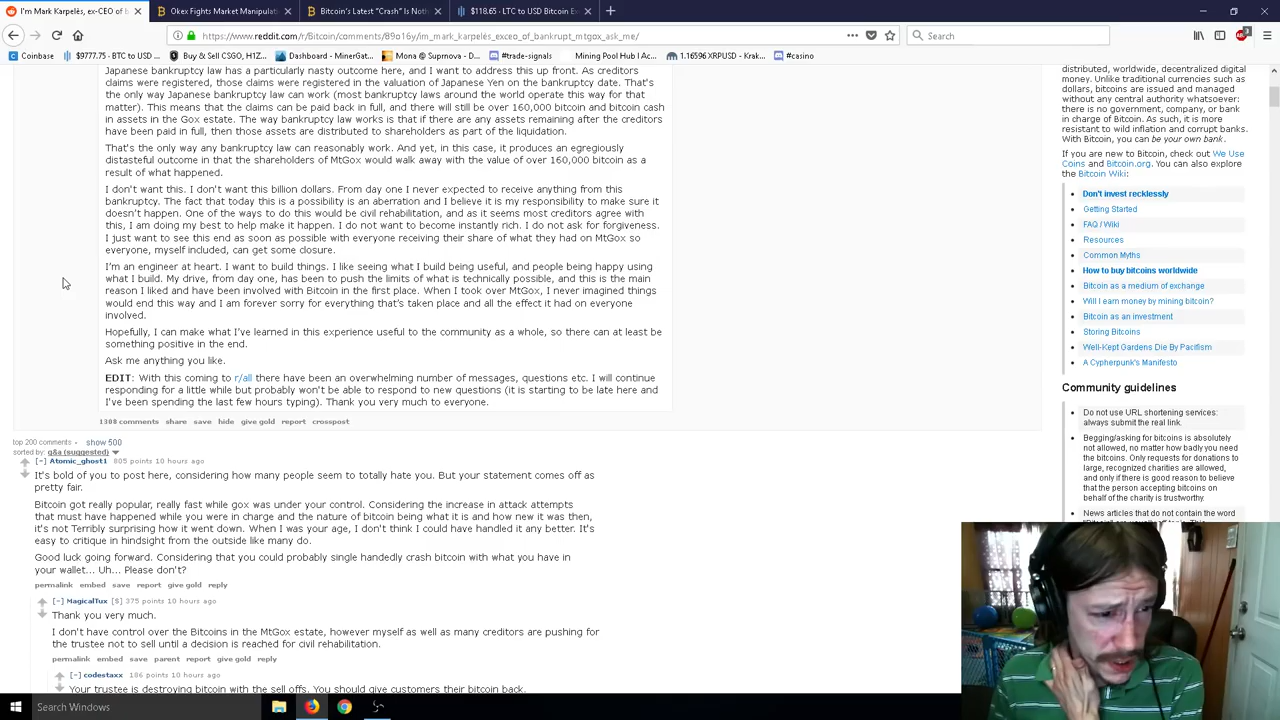 I'm Mark Karpelès, ex-CEO of b
Okex Fights Market Manipulat
Bitcoin's Latest "Crash" Is Not
$118.65 · LTC to USD Bitcoin Ex
https://www.reddit.com/r/Bitcoin/comments/89o16y/im_mark_karpelès_exceo_of_bankrupt_mtgox_ask_me/
Search
Coinbase
$9777.75 · BTC to USD ...
Buy & Sell CSGO, H1Z...
Dashboard - MinerGate
Mona @ Suprnova - D...
#trade-signals
Mining Pool Hub | Ac...
1.16596 XRPUSD - Krak...
#casino
Japanese bankruptcy law has a particularly nasty outcome here, and I want to address this up front. As creditors
claims were registered, those claims were registered in the valuation of Japanese Yen on the bankruptcy date. That's
the only way Japanese bankruptcy law can work (most bankruptcy laws around the world operate this way for that
matter). This means that the claims can be paid back in full, and there will still be over 160,000 bitcoin and bitcoin cash
in assets in the Gox estate. The way bankruptcy law works is that if there are any assets remaining after the creditors
have been paid in full, then those assets are distributed to shareholders as part of the liquidation.
That's the only way any bankruptcy law can reasonably work. And yet, in this case, it produces an egregiously
distasteful outcome in that the shareholders of MtGox would walk away with the value of over 160,000 bitcoin as a
result of what happened.
I don't want this. I don't want this billion dollars. From day one I never expected to receive anything from this
bankruptcy. The fact that today this is a possibility is an aberration and I believe it is my responsibility to make sure it
doesn't happen. One of the ways to do this would be civil rehabilitation, and as it seems most creditors agree with
this, I am doing my best to help make it happen. I do not want to become instantly rich. I do not ask for forgiveness.
I just want to see this end as soon as possible with everyone receiving their share of what they had on MtGox so
everyone, myself included, can get some closure.
I'm an engineer at heart. I want to build things. I like seeing what I build being useful, and people being happy using
what I build. My drive, from day one, has been to push the limits of what is technically possible, and this is the main
reason I liked and have been involved with Bitcoin in the first place. When I took over MtGox, I never imagined things
would end this way and I am forever sorry for everything that's taken place and all the effect it had on everyone
involved.
Hopefully, I can make what I've learned in this experience useful to the community as a whole, so there can at least be
something positive in the end.
Ask me anything you like.
EDIT: With this coming to r/all there have been an overwhelming number of messages, questions etc. I will continue
responding for a little while but probably won't be able to respond to new questions (it is starting to be late here and
I've been spending the last few hours typing). Thank you very much to everyone.
1308 comments share save hide give gold report crosspost
top 200 comments - show 500
sorted by: q&a (suggested)
[–] Atomic_ghost1 805 points 10 hours ago
It's bold of you to post here, considering how many people seem to totally hate you. But your statement comes off as
pretty fair.
Bitcoin got really popular, really fast while gox was under your control. Considering the increase in attack attempts
that must have happened while you were in charge and the nature of bitcoin being what it is and how new it was then,
it's not Terribly surprising how it went down. When I was your age, I don't think I could have handled it any better. It's
easy to critique in hindsight from the outside like many do.
Good luck going forward. Considering that you could probably single handedly crash bitcoin with what you have in
your wallet... Uh... Please don't?
permalink embed save report give gold reply
[–] MagicalTux [S] 375 points 10 hours ago
Thank you very much.
I don't have control over the Bitcoins in the MtGox estate, however myself as well as many creditors are pushing for
the trustee not to sell until a decision is reached for civil rehabilitation.
permalink embed save parent report give gold reply
[–] codestaxx 186 points 10 hours ago
Your trustee is destroying bitcoin with the sell offs. You should give customers their bitcoin back.
distributed, worldwide, decentralized digital
money. Unlike traditional currencies such as
dollars, bitcoins are issued and managed
without any central authority whatsoever:
there is no government, company, or bank
in charge of Bitcoin. As such, it is more
resistant to wild inflation and corrupt banks.
With Bitcoin, you can be your own bank.
If you are new to Bitcoin, check out We Use
Coins and Bitcoin.org. You can also explore
the Bitcoin Wiki:
Don't invest recklessly
Getting Started
FAQ / Wiki
Resources
Common Myths
How to buy bitcoins worldwide
Bitcoin as a medium of exchange
Will I earn money by mining bitcoin?
Bitcoin as an investment
Storing Bitcoins
Well-Kept Gardens Die By Pacifism
A Cypherpunk's Manifesto
Community guidelines
Do not use URL shortening services:
always submit the real link.
Begging/asking for bitcoins is absolutely
not allowed, no matter how badly you need
the bitcoins. Only requests for donations to
large, recognized charities are allowed,
and only if there is good reason to believe
that the person accepting bitcoins on
behalf of the charity is trustworthy.
News articles that do not contain the word
Search Windows